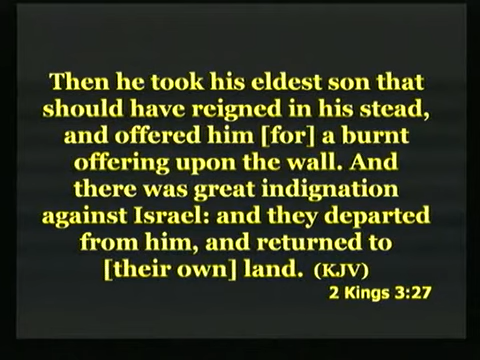 Then he took his eldest son that
should have reigned in his stead,
and offered him [for] a burnt
offering upon the wall. And
there was great indignation
against Israel: and they departed
from him, and returned to
[their own] land. (KJV)
2 Kings 3:27